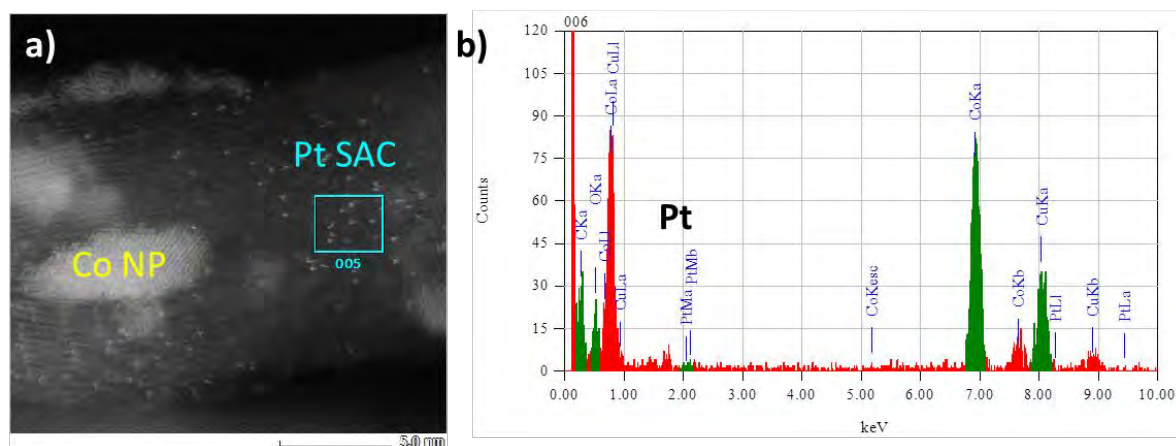 a)
Pt SAC
005
Co NP
5.0 nm
b)
006
120
105
90
75
60
45
30
15
0
Counts
CKa
OKa
CoLl
CoLa CuLl
CuLa
Pt
PtMa
PtMb
CoKesc
CoKa
CoKb
CuKa
PtLl
CuKb
PtLa
0.00 1.00 2.00 3.00 4.00 5.00 6.00 7.00 8.00 9.00 10.00
keV